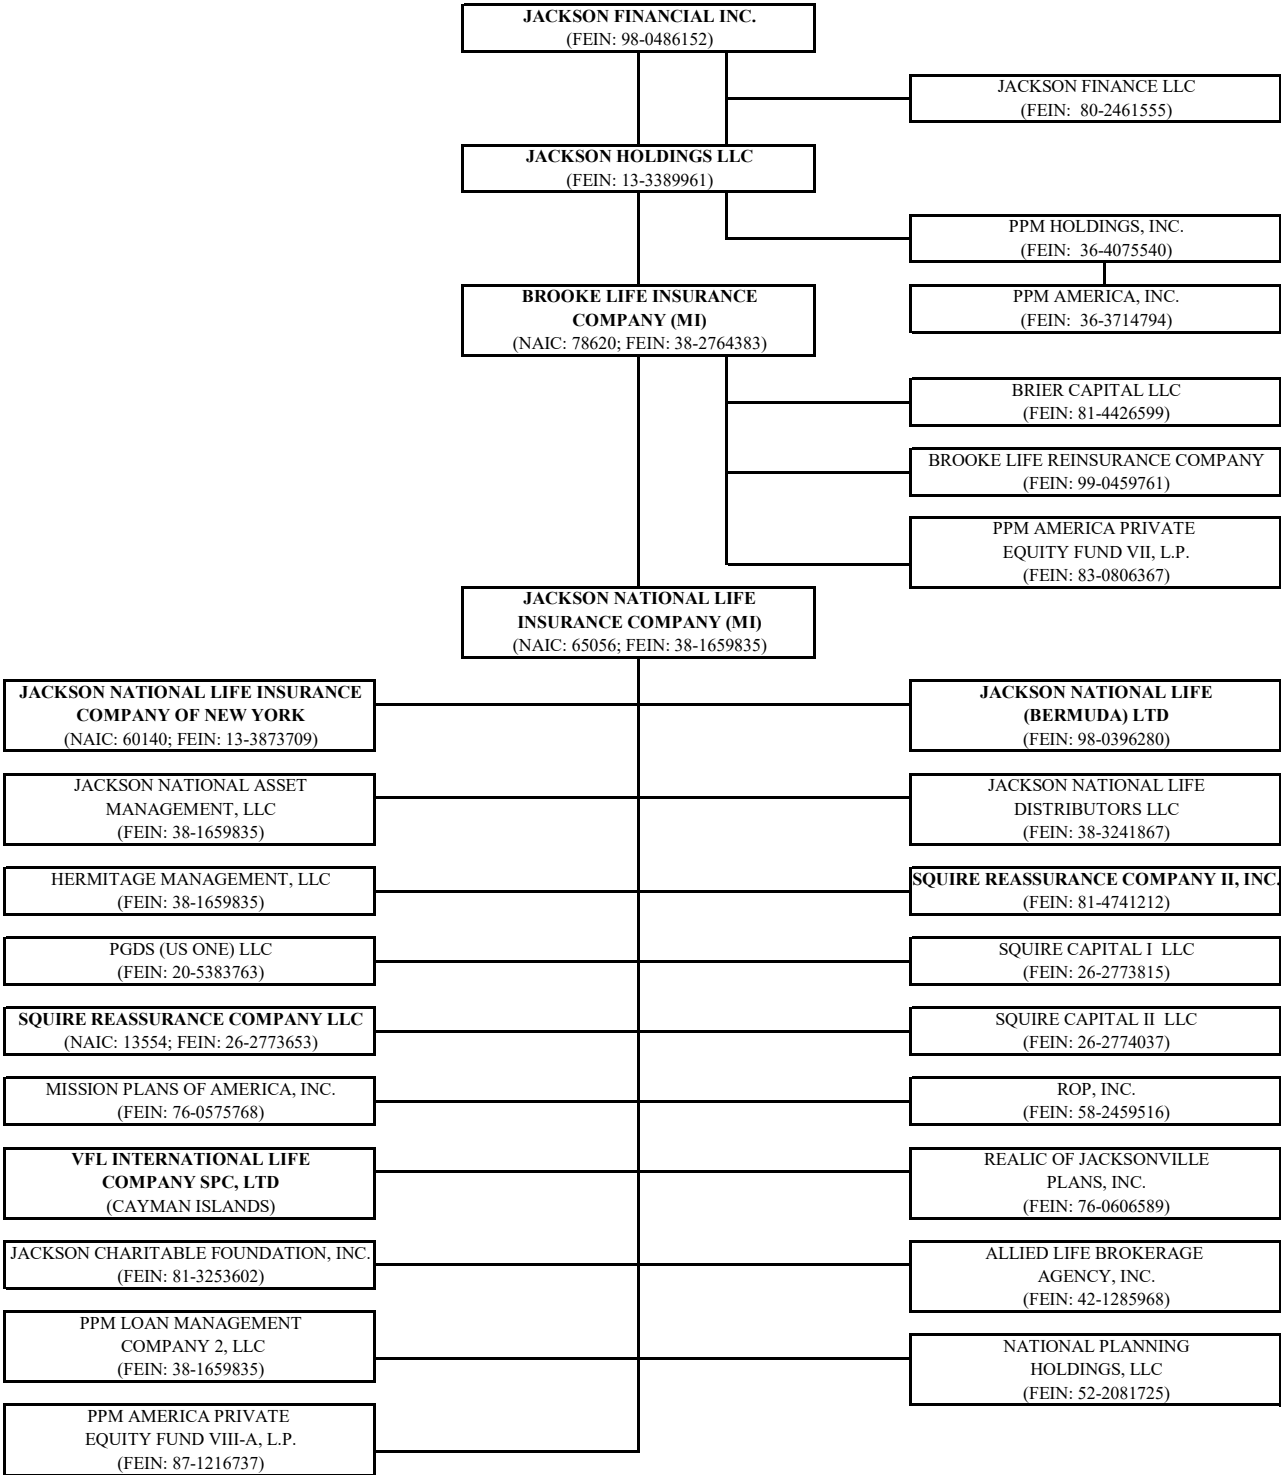 JACKSON FINANCIAL INC.
(FEIN: 98-0486152)
JACKSON FINANCE LLC
(FEIN: 80-2461555)
JACKSON HOLDINGS LLC
(FEIN: 13-3389961)
PPM HOLDINGS, INC.
(FEIN: 36-4075540)
BROOKE LIFE INSURANCE
COMPANY (MI)
(NAIC: 78620; FEIN: 38-2764383)
PPM AMERICA, INC.
(FEIN: 36-3714794)
BRIER CAPITAL LLC
(FEIN: 81-4426599)
BROOKE LIFE REINSURANCE COMPANY
(FEIN: 99-0459761)
PPM AMERICA PRIVATE
EQUITY FUND VII, L.P.
(FEIN: 83-0806367)
JACKSON NATIONAL LIFE
INSURANCE COMPANY (MI)
(NAIC: 65056; FEIN: 38-1659835)
JACKSON NATIONAL LIFE INSURANCE
COMPANY OF NEW YORK
(NAIC: 60140; FEIN: 13-3873709)
JACKSON NATIONAL LIFE
(BERMUDA) LTD
(FEIN: 98-0396280)
JACKSON NATIONAL ASSET
MANAGEMENT, LLC
(FEIN: 38-1659835)
JACKSON NATIONAL LIFE
DISTRIBUTORS LLC
(FEIN: 38-3241867)
HERMITAGE MANAGEMENT, LLC
(FEIN: 38-1659835)
SQUIRE REASSURANCE COMPANY II, INC.
(FEIN: 81-4741212)
PGDS (US ONE) LLC
(FEIN: 20-5383763)
SQUIRE CAPITAL I LLC
(FEIN: 26-2773815)
SQUIRE REASSURANCE COMPANY LLC
(NAIC: 13554; FEIN: 26-2773653)
SQUIRE CAPITAL II LLC
(FEIN: 26-2774037)
MISSION PLANS OF AMERICA, INC.
(FEIN: 76-0575768)
ROP, INC.
(FEIN: 58-2459516)
VFL INTERNATIONAL LIFE
COMPANY SPC, LTD
(CAYMAN ISLANDS)
REALIC OF JACKSONVILLE
PLANS, INC.
(FEIN: 76-0606589)
JACKSON CHARITABLE FOUNDATION, INC.
(FEIN: 81-3253602)
ALLIED LIFE BROKERAGE
AGENCY, INC.
(FEIN: 42-1285968)
PPM LOAN MANAGEMENT
COMPANY 2, LLC
(FEIN: 38-1659835)
NATIONAL PLANNING
HOLDINGS, LLC
(FEIN: 52-2081725)
PPM AMERICA PRIVATE
EQUITY FUND VIII-A, L.P.
(FEIN: 87-1216737)